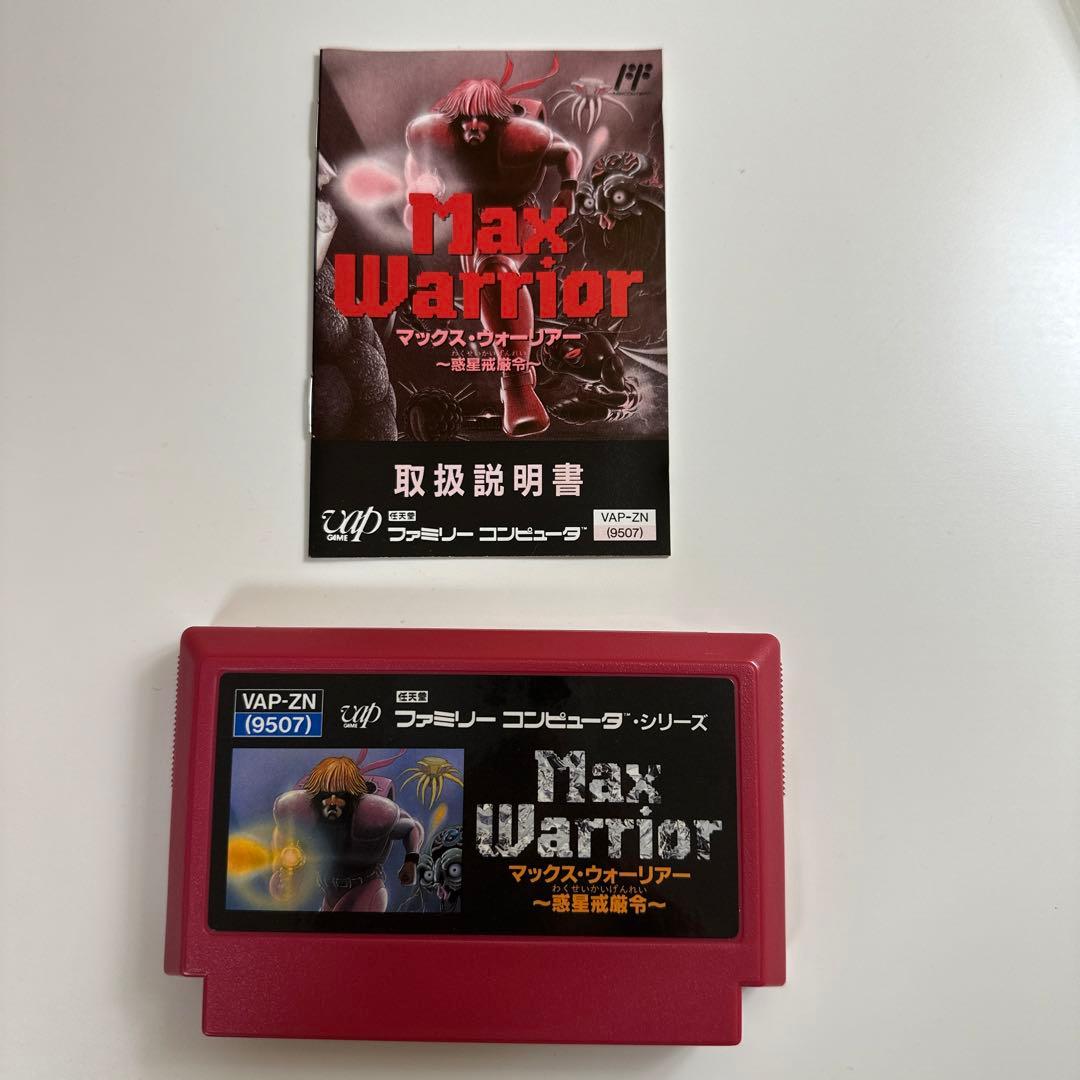 Max
Warrior
マックス・ウォーリアー
わくせいかいげんれい
～惑星戒厳令～
取扱説明書
vap
GAME
任天堂
ファミリー コンピュータ™
VAP-ZN
(9507)
VAP-ZN
(9507)
vap
GAME
任天堂
ファミリー コンピュータ™・シリーズ
Max
Warrior
マックス・ウォーリアー
わくせいかいげんれい
～惑星戒厳令～